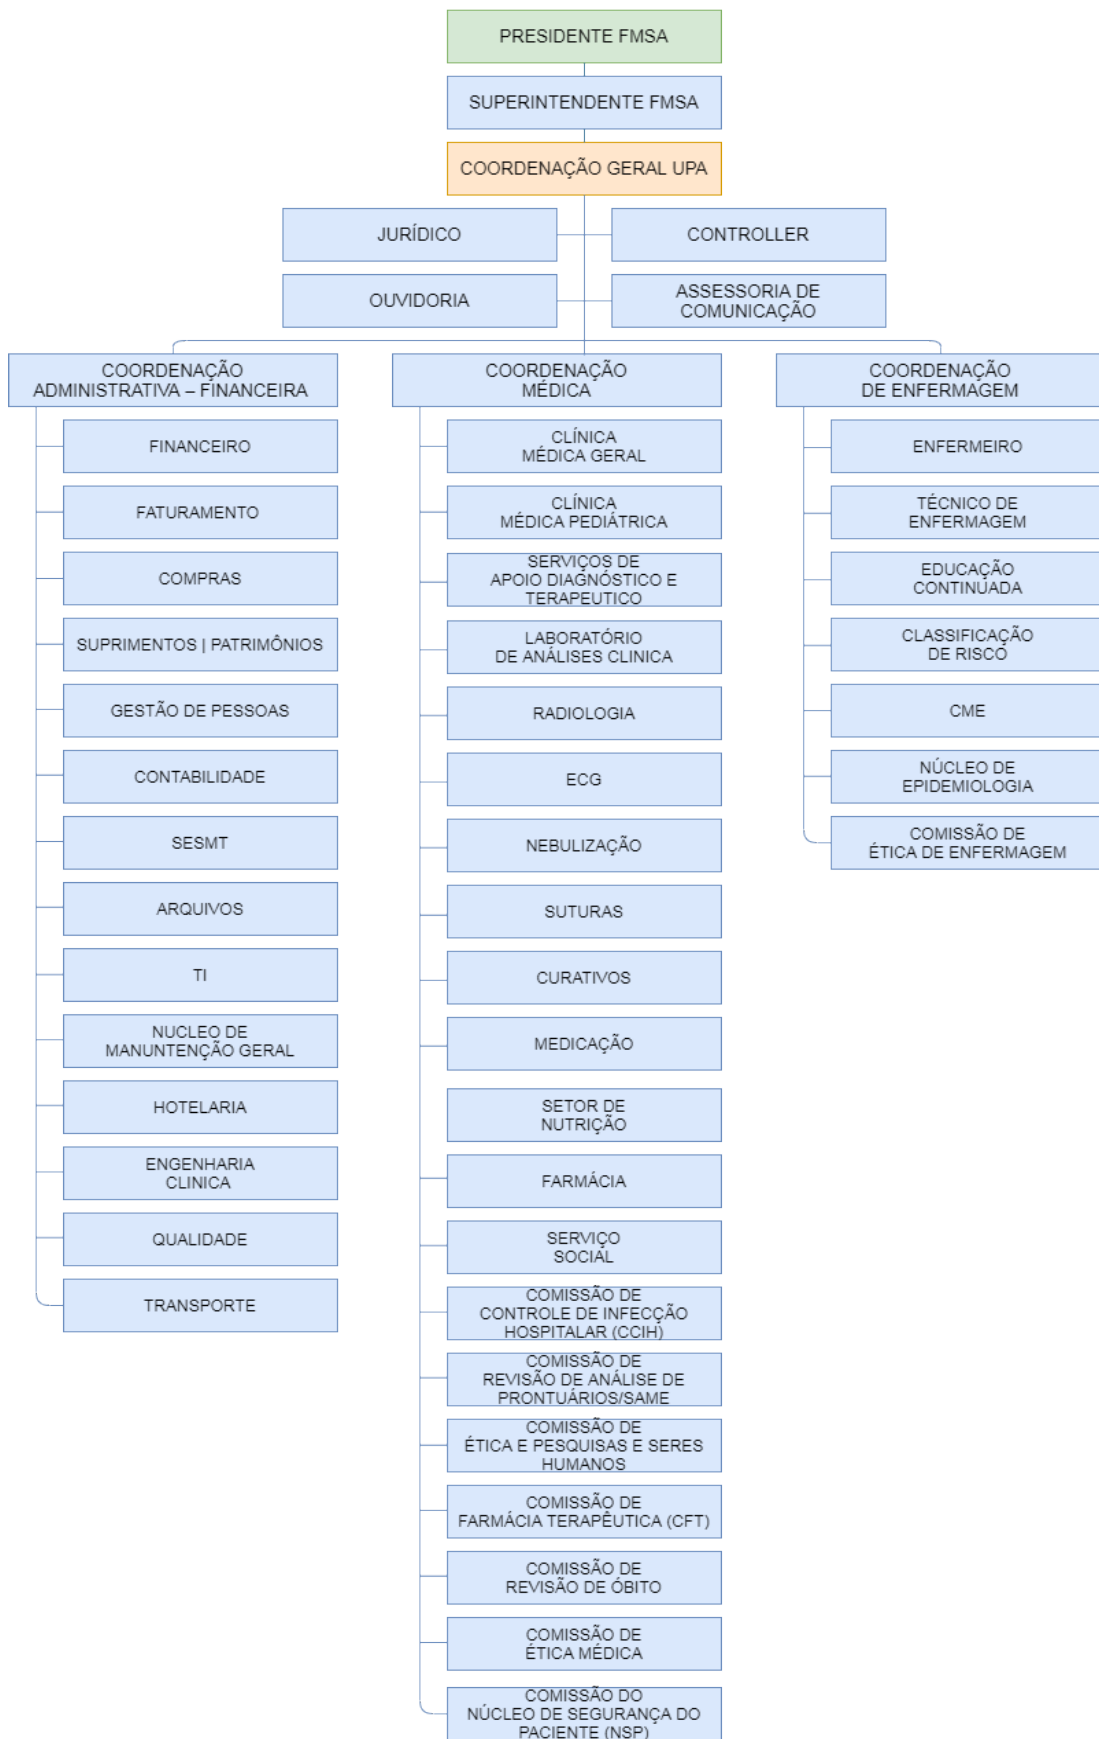 PRESIDENTE FMSA
SUPERINTENDENTE FMSA
COORDENAÇÃO GERAL UPA
JURÍDICO
CONTROLLER
OUVIDORIA
ASSESSORIA DE
COMUNICAÇÃO
COORDENAÇÃO
ADMINISTRATIVA – FINANCEIRA
FINANCEIRO
FATURAMENTO
COMPRAS
SUPRIMENTOS | PATRIMÔNIOS
GESTÃO DE PESSOAS
CONTABILIDADE
SESMT
ARQUIVOS
TI
NUCLEO DE
MANUNTENÇÃO GERAL
HOTELARIA
ENGENHARIA
CLINICA
QUALIDADE
TRANSPORTE
COORDENAÇÃO
MÉDICA
CLÍNICA
MÉDICA GERAL
CLÍNICA
MÉDICA PEDIÁTRICA
SERVIÇOS DE
APOIO DIAGNÓSTICO E
TERAPEUTICO
LABORATÓRIO
DE ANÁLISES CLINICA
RADIOLOGIA
ECG
NEBULIZAÇÃO
SUTURAS
CURATIVOS
MEDICAÇÃO
SETOR DE
NUTRIÇÃO
FARMÁCIA
SERVIÇO
SOCIAL
COMISSÃO DE
CONTROLE DE INFECÇÃO
HOSPITALAR (CCIH)
COMISSÃO DE
REVISÃO DE ANÁLISE DE
PRONTUÁRIOS/SAME
COMISSÃO DE
ÉTICA E PESQUISAS E SERES
HUMANOS
COMISSÃO DE
FARMÁCIA TERAPÊUTICA (CFT)
COMISSÃO DE
REVISÃO DE ÓBITO
COMISSÃO DE
ÉTICA MÉDICA
COMISSÃO DO
NÚCLEO DE SEGURANÇA DO
PACIENTE (NSP)
COORDENAÇÃO
DE ENFERMAGEM
ENFERMEIRO
TÉCNICO DE
ENFERMAGEM
EDUCAÇÃO
CONTINUADA
CLASSIFICAÇÃO
DE RISCO
CME
NÚCLEO DE
EPIDEMIOLOGIA
COMISSÃO DE
ÉTICA DE ENFERMAGEM